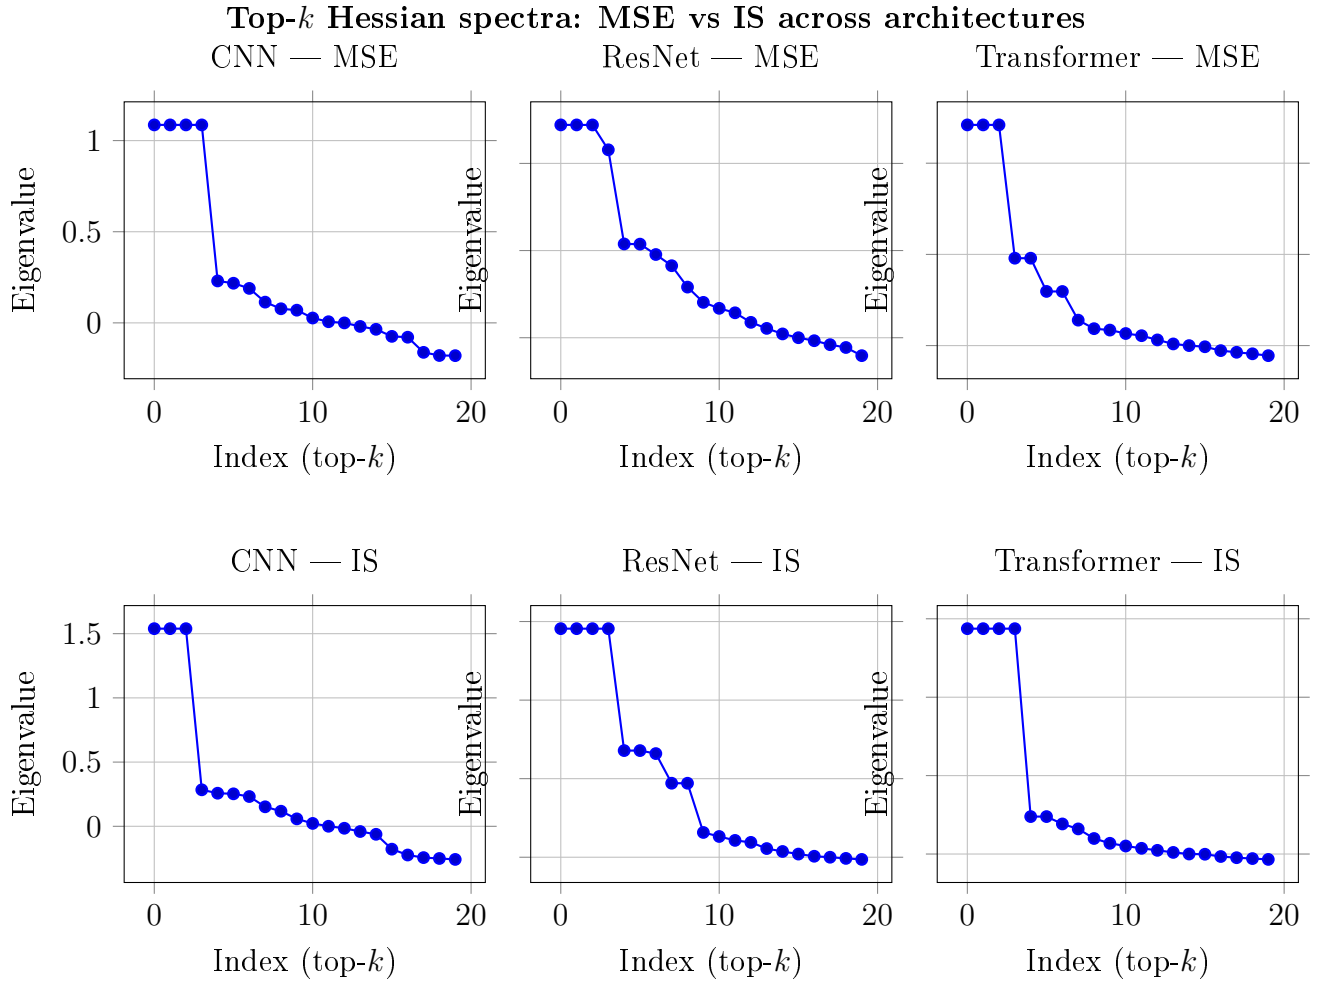 Top-k Hessian spectra: MSE vs IS across architectures
CNN — MSE
ResNet — MSE
Transformer — MSE
Eigenvalue
1
0.5
0
0 10 20
Index (top-k)
Eigenvalue
0 10 20
Index (top-k)
Eigenvalue
0 10 20
Index (top-k)
CNN — IS
ResNet — IS
Transformer — IS
Eigenvalue
1.5
1
0.5
0
0 10 20
Index (top-k)
Eigenvalue
0 10 20
Index (top-k)
Eigenvalue
0 10 20
Index (top-k)